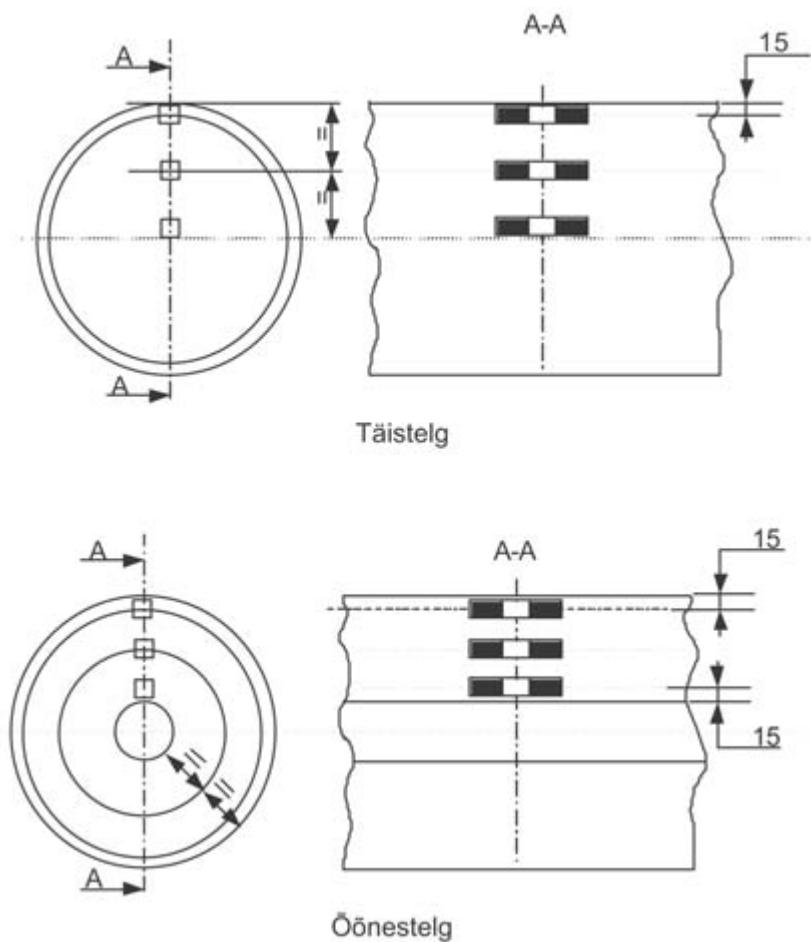 A
A-A
15
=
=
A
Täistelg
A
A-A
15
=
=
15
A
Õõnestelg